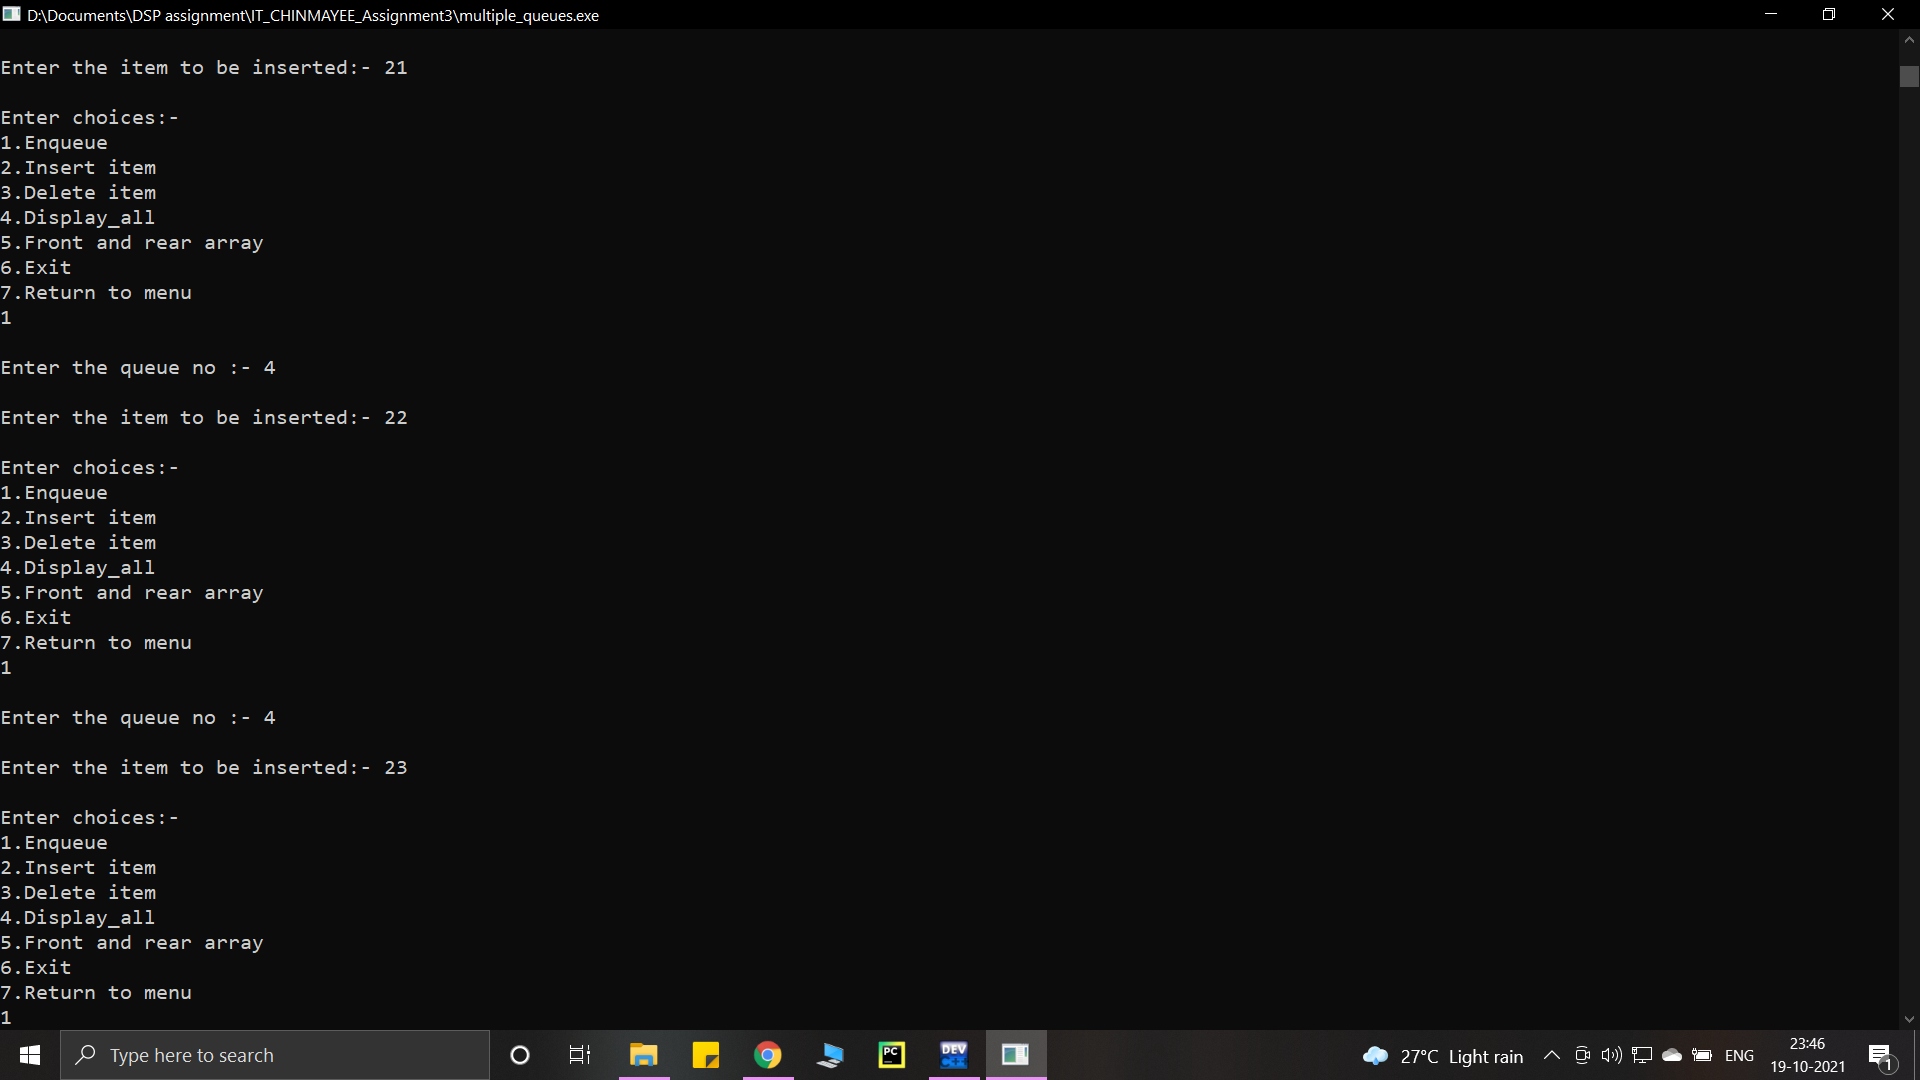 D:\Documents\DSP assignment\IT_CHINMAYEE_Assignment3\multiple_queues.exe
Enter the item to be inserted:- 21
Enter choices:-
1.Enqueue
2.Insert item
3.Delete item
4.Display_all
5.Front and rear array
6.Exit
7.Return to menu
1
Enter the queue no :- 4
Enter the item to be inserted:- 22
Enter choices:-
1.Enqueue
2.Insert item
3.Delete item
4.Display_all
5.Front and rear array
6.Exit
7.Return to menu
1
Enter the queue no :- 4
Enter the item to be inserted:- 23
Enter choices:-
1.Enqueue
2.Insert item
3.Delete item
4.Display_all
5.Front and rear array
6.Exit
7.Return to menu
1
Type here to search
PC
DEV
C++
27°C Light rain
ENG
23:46
19-10-2021
1